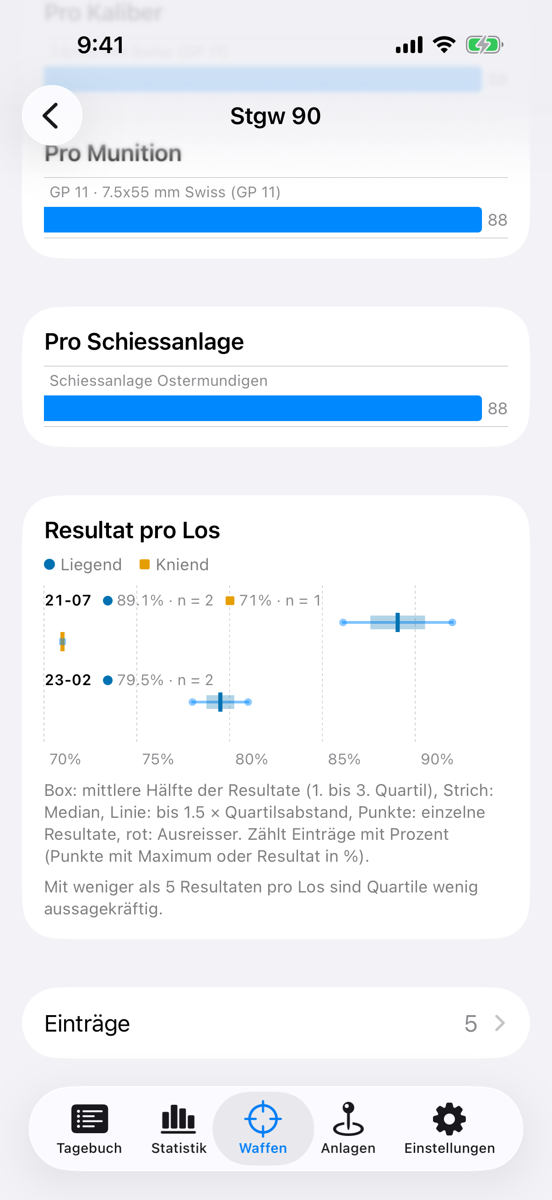 Pro Kaliber
9:41
Stgw 90
Pro Munition
GP 11 · 7.5x55 mm Swiss (GP 11)
88
Pro Schiessanlage
Schiessanlage Ostermundigen
88
Resultat pro Los
Liegend Kniend
21-07 89.1% · n = 2 71% · n = 1
23-02 79.5% · n = 2
70% 75% 80% 85% 90%
Box: mittlere Hälfte der Resultate (1. bis 3. Quartil), Strich:
Median, Linie: bis 1.5 × Quartilsabstand, Punkte: einzelne
Resultate, rot: Ausreisser. Zählt Einträge mit Prozent
(Punkte mit Maximum oder Resultat in %).
Mit weniger als 5 Resultaten pro Los sind Quartile wenig
aussagekräftig.
Einträge 5
Tagebuch Statistik Waffen Anlagen Einstellungen